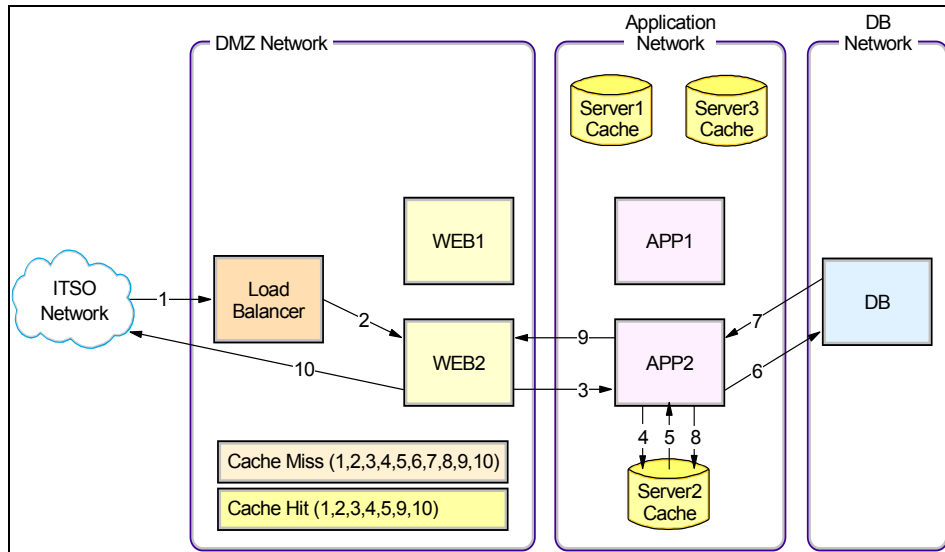 DMZ Network
Application
Network
DB
Network
Server1
Cache
Server3
Cache
WEB1
APP1
ITSO
Network
1
Load
Balancer
2
WEB2
9
3
APP2
7
6
DB
10
4
5
8
Cache Miss (1,2,3,4,5,6,7,8,9,10)
Cache Hit (1,2,3,4,5,9,10)
Server2
Cache